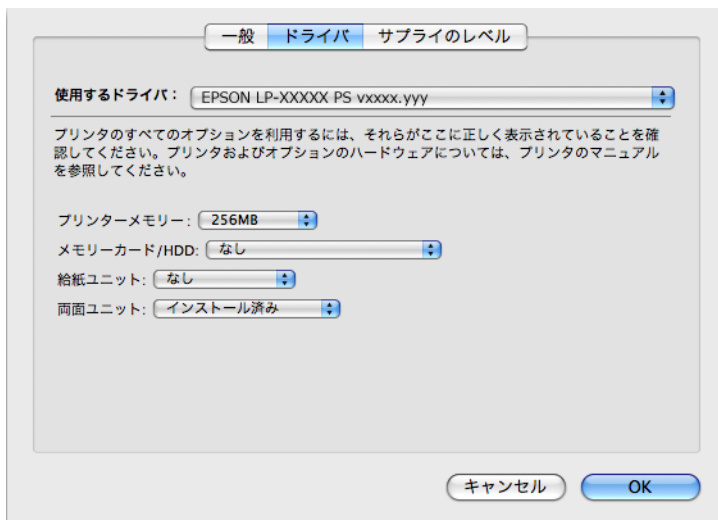 一般 ドライバ サプライのレベル
使用するドライバ： EPSON LP-XXXXX PS vxxxx.yyy
プリンタのすべてのオプションを利用するには、それらがここに正しく表示されていることを確
認してください。プリンタおよびオプションのハードウェアについては、プリンタのマニュアル
を参照してください。
プリンターメモリー: 256MB
メモリーカード/HDD: なし
給紙ユニット: なし
両面ユニット: インストール済み
キャンセル OK